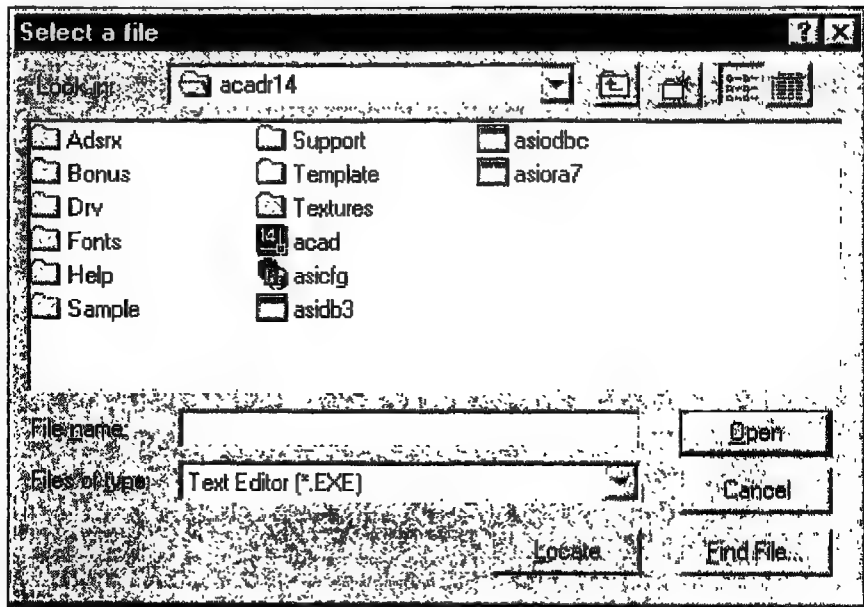 Select a file
Look in: acadr14
Adsrx Support asiodbc
Bonus Template asiora7
Drv Textures
Fonts 14 acad
Help asicfg
Sample asidb3
File name: Open
Files of type: Text Editor (*.EXE) Cancel
Locate Find File...